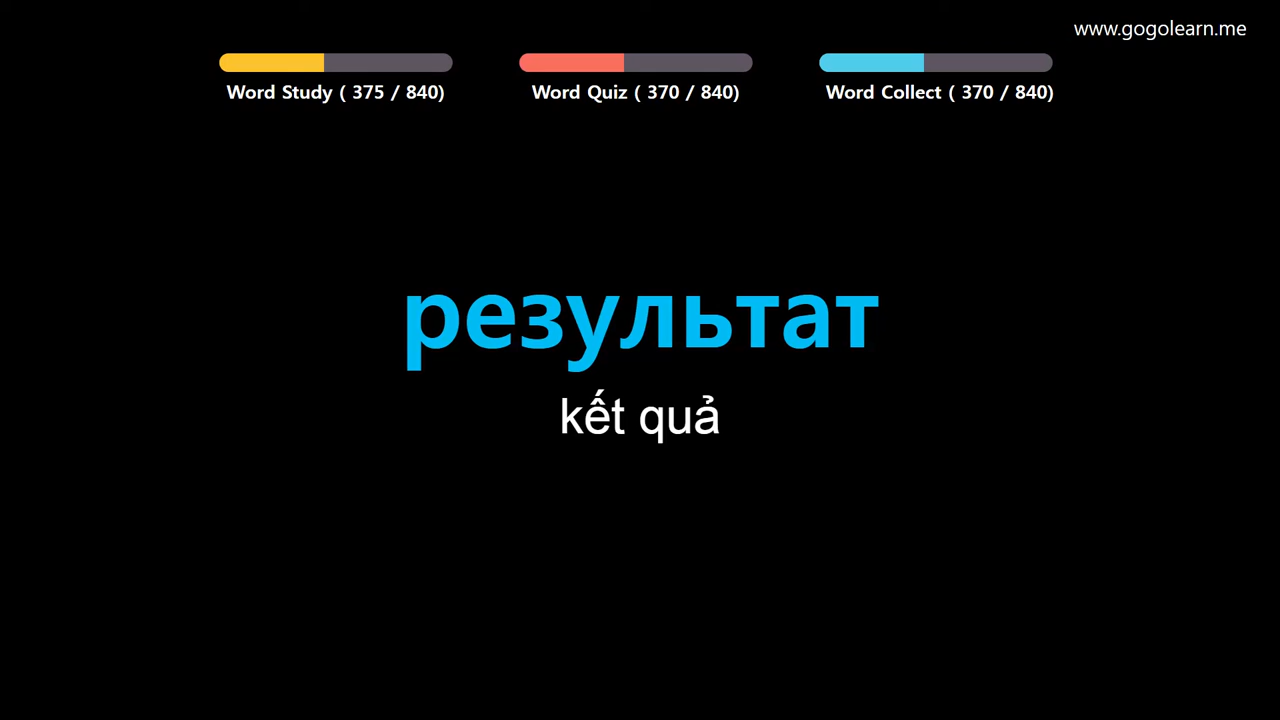 www.gogolearn.me
Word Study ( 375 / 840)
Word Quiz ( 370 / 840)
Word Collect ( 370 / 840)
результат
kết quả